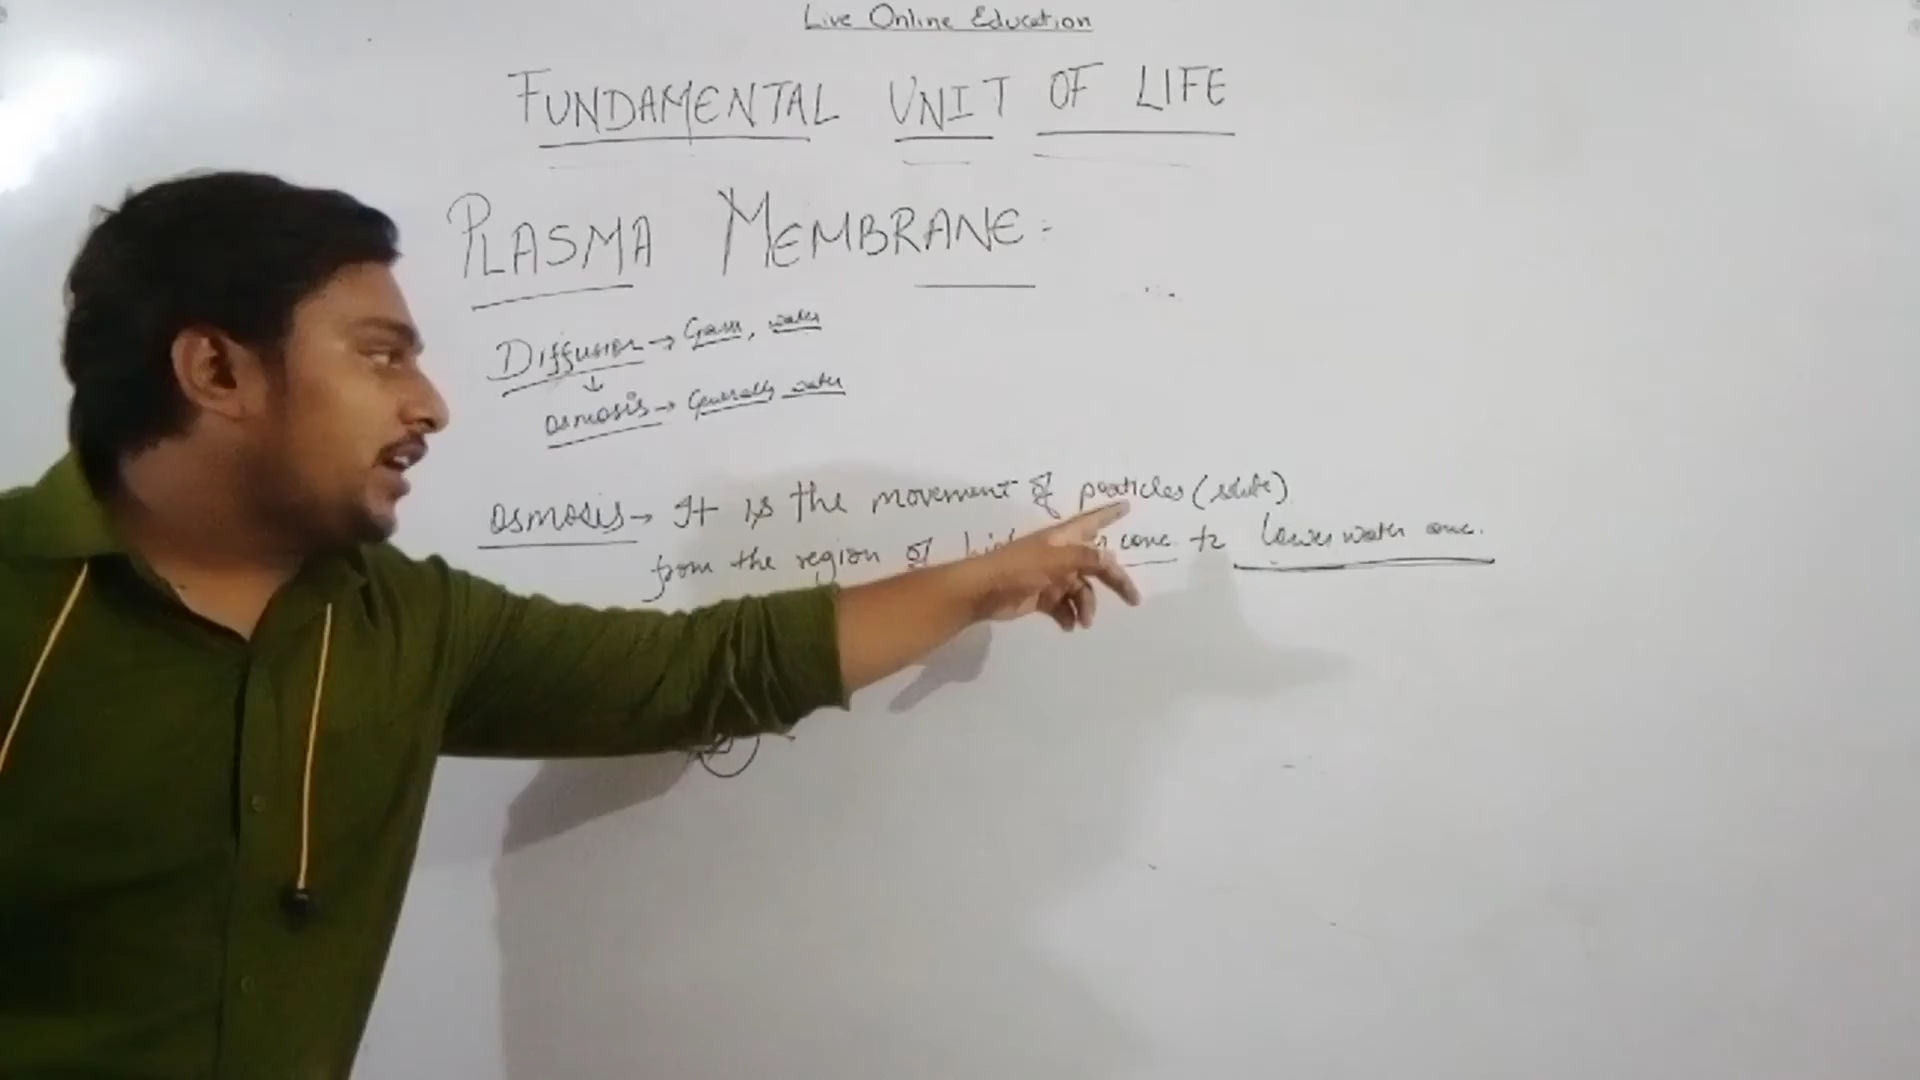 Live Online Education
FUNDAMENTAL UNIT OF LIFE
PLASMA MEMBRANE:
Diffusion → Gases, water
↓
Osmosis → Generally water
Osmosis → It is the movement of particles (solute)
from the region of conc. to lower water conc.